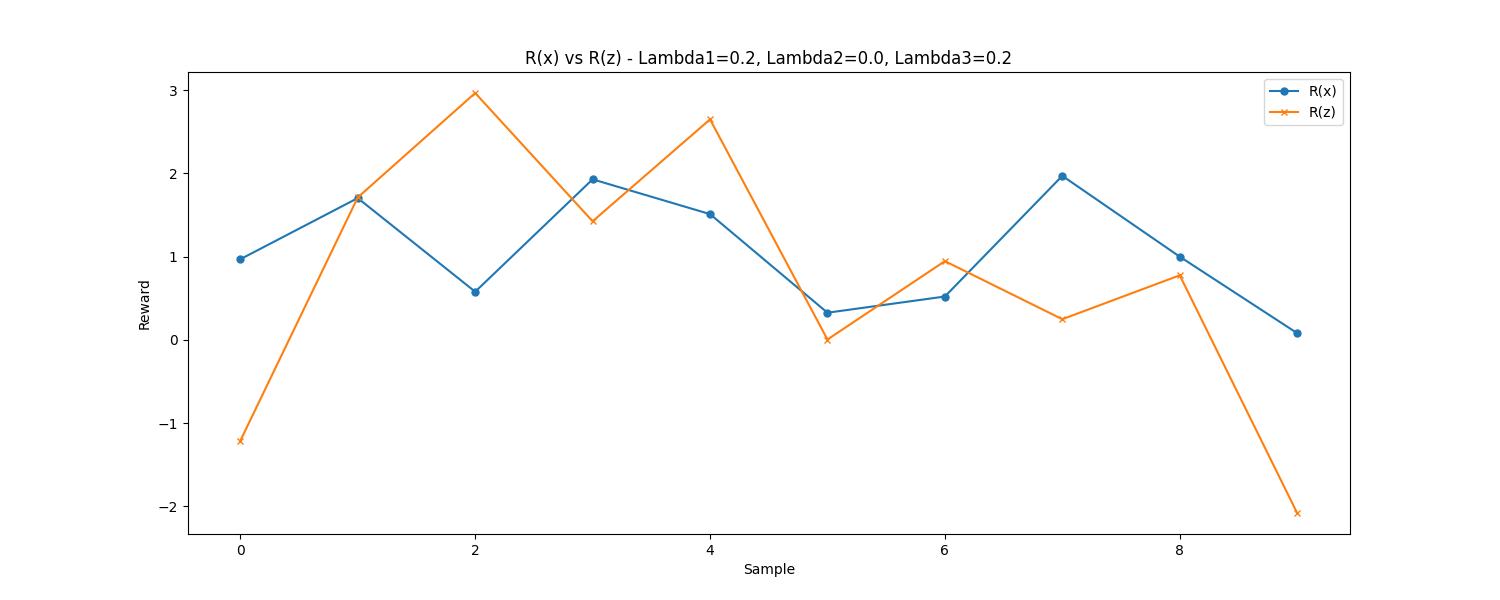 R(x) vs R(z) - Lambda1=0.2, Lambda2=0.0, Lambda3=0.2
R(x)
R(z)
3
2
1
0
−1
−2
Reward
0 2 4 6 8
Sample